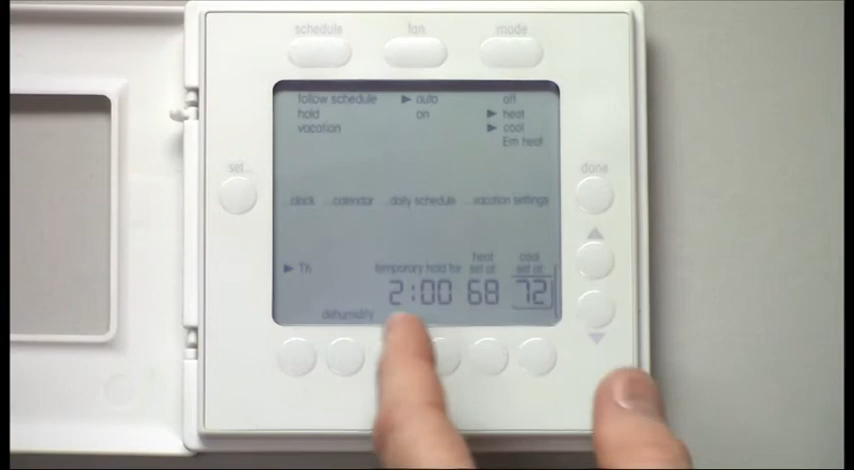 schedule fan mode
follow schedule ▶ auto off
hold on ▶ heat
vacation ▶ cool
Em heat
set... done
...clock ...calendar ...daily schedule ...vacation settings
heat cool
▶ Th temporary hold for set at set at
2:00 68 72
dehumidify